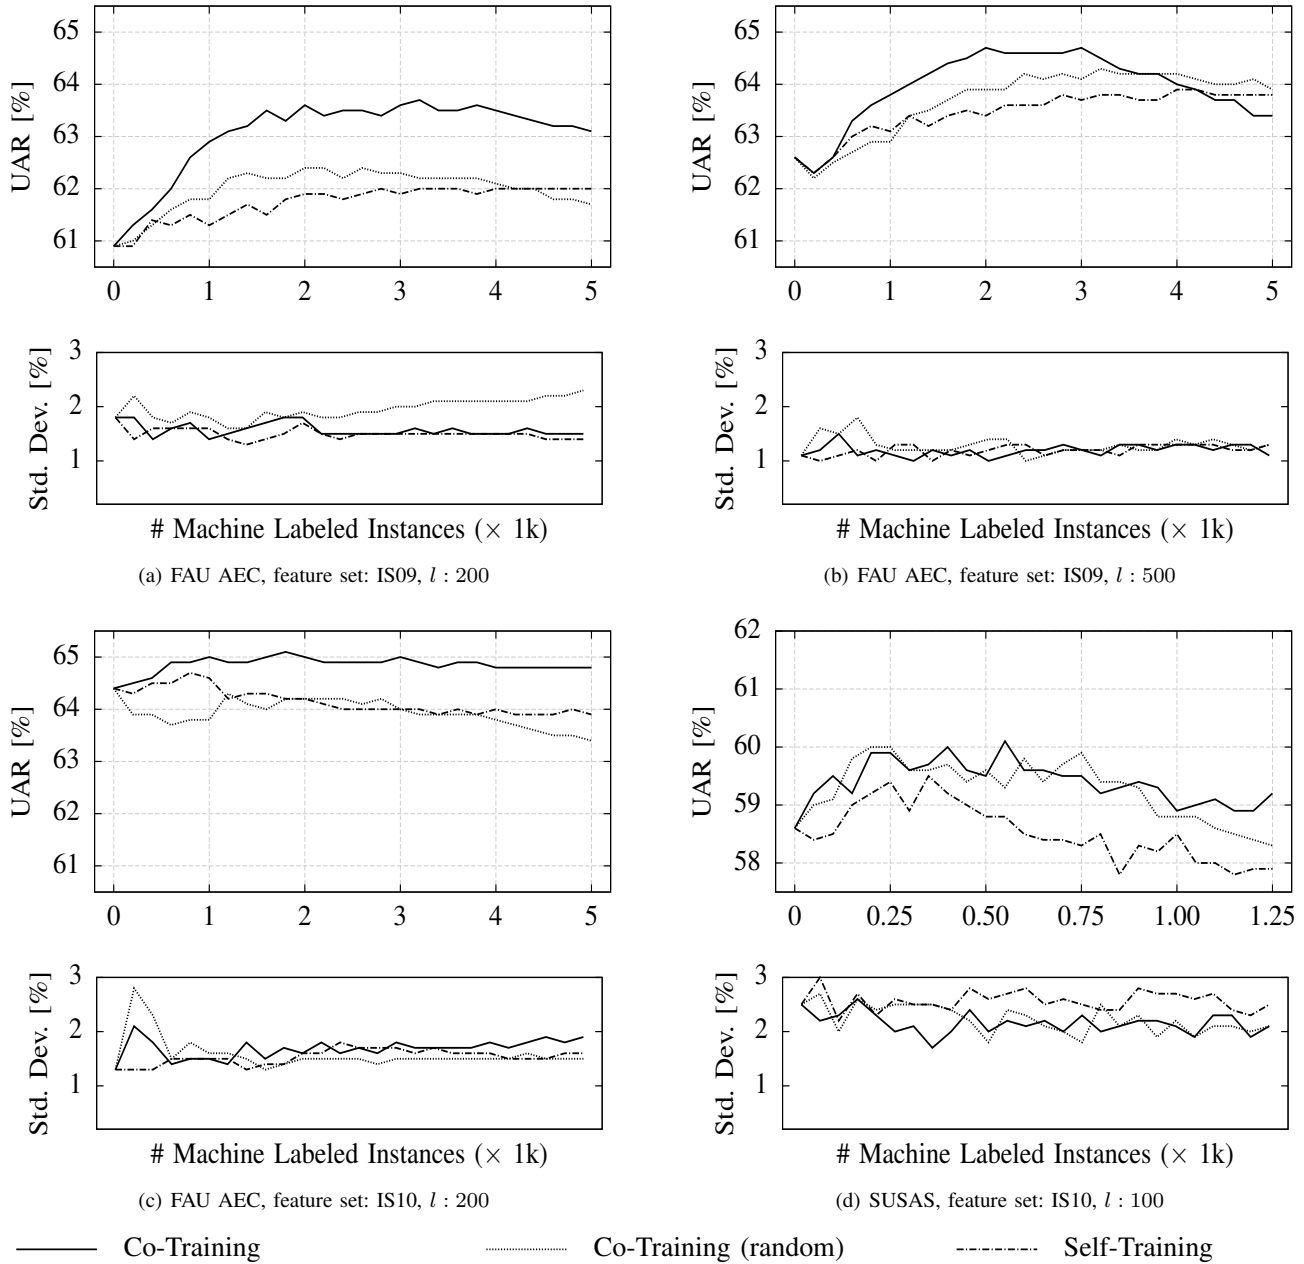 65
64
63
62
61
UAR [%]
0 1 2 3 4 5
3
2
1
Std. Dev. [%]
# Machine Labeled Instances (× 1k)
(a) FAU AEC, feature set: IS09, l : 200
65
64
63
62
61
UAR [%]
0 1 2 3 4 5
3
2
1
Std. Dev. [%]
# Machine Labeled Instances (× 1k)
(b) FAU AEC, feature set: IS09, l : 500
65
64
63
62
61
UAR [%]
0 1 2 3 4 5
3
2
1
Std. Dev. [%]
# Machine Labeled Instances (× 1k)
(c) FAU AEC, feature set: IS10, l : 200
62
61
60
59
58
UAR [%]
0 0.25 0.50 0.75 1.00 1.25
3
2
1
Std. Dev. [%]
# Machine Labeled Instances (× 1k)
(d) SUSAS, feature set: IS10, l : 100
Co-Training Co-Training (random) Self-Training